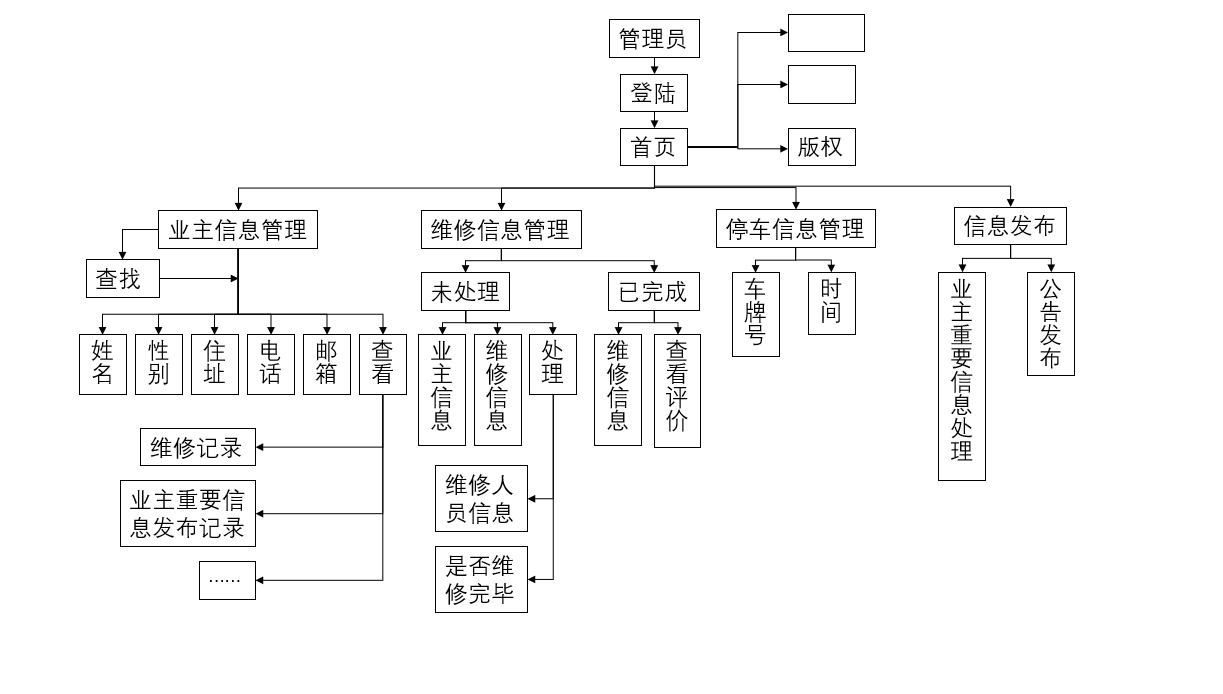 管理员
登陆
首页
版权
业主信息管理
维修信息管理
停车信息管理
信息发布
查找
未处理
已完成
车牌号
时间
业主重要信息处理
公告发布
姓名
性别
住址
电话
邮箱
查看
业主信息
维修信息
处理
维修信息
查看评价
维修记录
业主重要信
息发布记录
……
维修人
员信息
是否维
修完毕